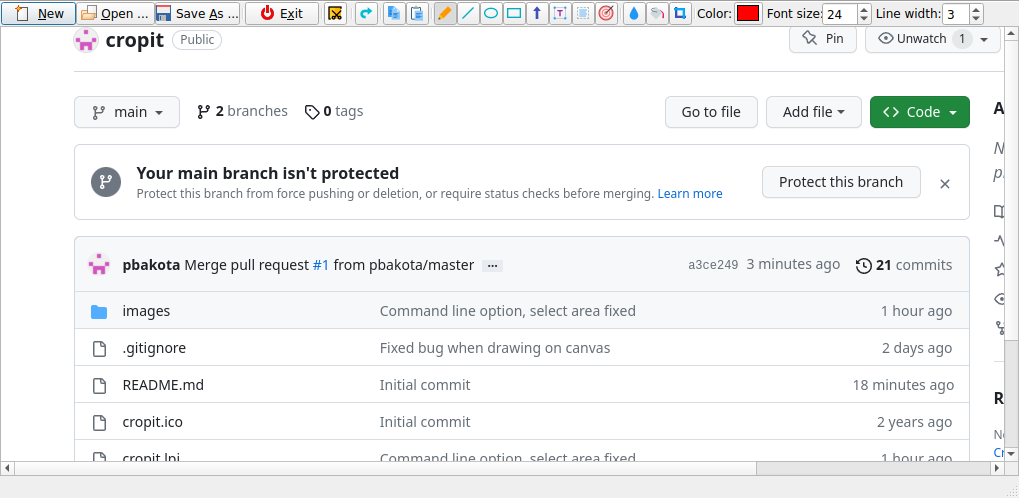 New Open ... Save As ... Exit Color: Font size: 24 Line width: 3
cropit Public Pin Unwatch 1
main 2 branches 0 tags Go to file Add file Code
A
Your main branch isn't protected
Protect this branch from force pushing or deletion, or require status checks before merging. Learn more
Protect this branch
pbakota Merge pull request #1 from pbakota/master ... a3ce249 3 minutes ago 21 commits
images Command line option, select area fixed 1 hour ago
.gitignore Fixed bug when drawing on canvas 2 days ago
README.md Initial commit 18 minutes ago
R
cropit.ico Initial commit 2 years ago
cropit.lpi Command line option, select area fixed 1 hour ago